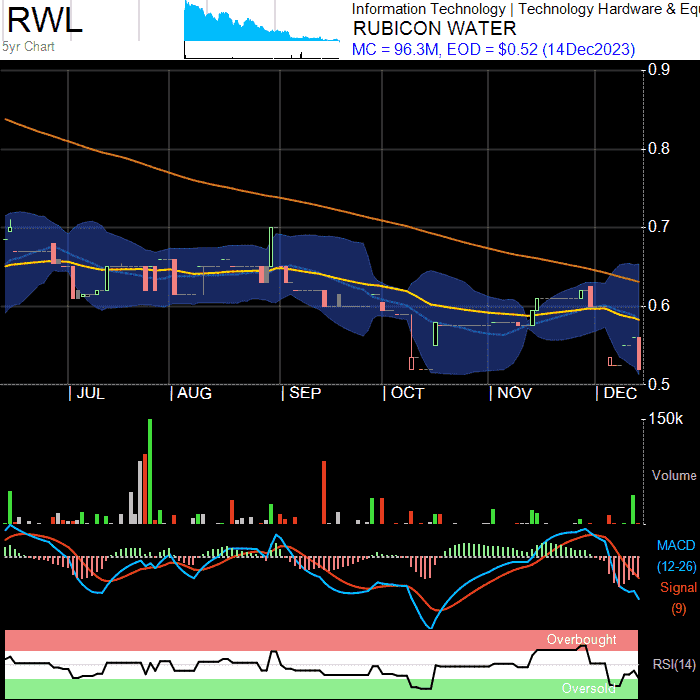 RWL
5yr Chart
Information Technology | Technology Hardware & Equ
RUBICON WATER
MC = 96.3M, EOD = $0.52 (14Dec2023)
0.9
0.8
0.7
0.6
0.5
| JUL | AUG | SEP | OCT | NOV | DEC
150k
Volume
MACD
(12-26)
Signal
(9)
Overbought
RSI(14)
Oversold